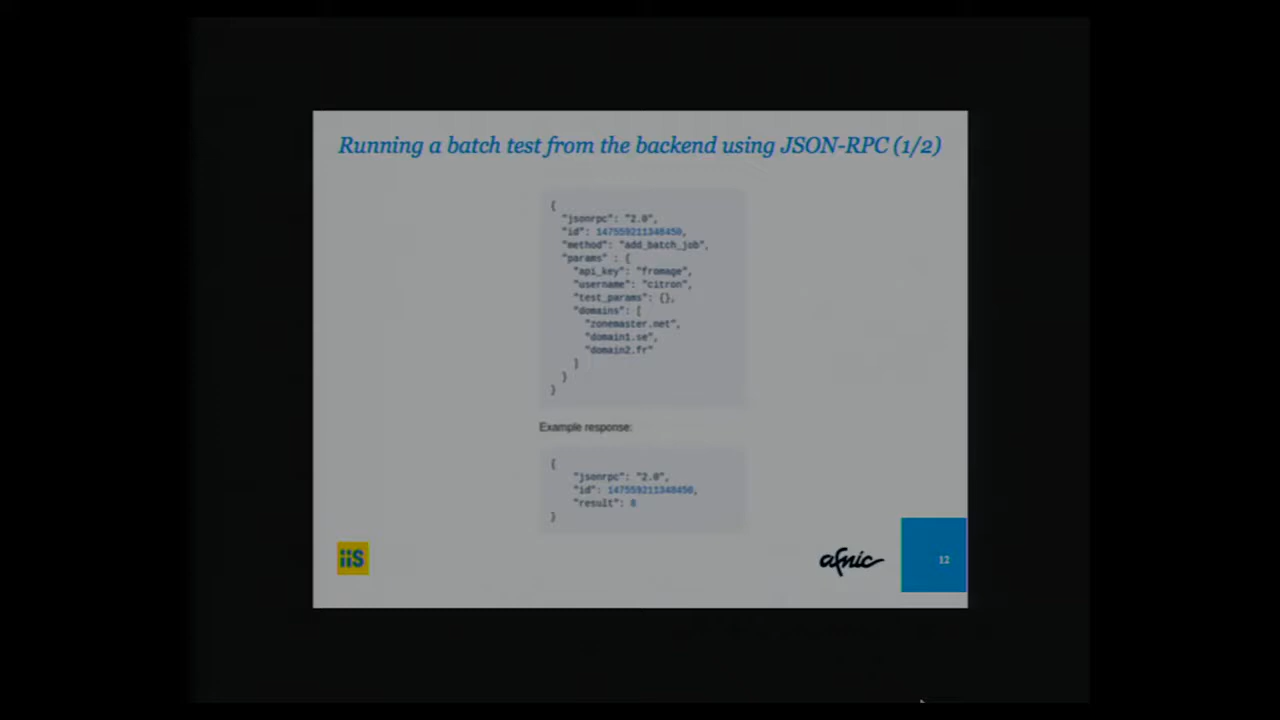 Running a batch test from the backend using JSON-RPC (1/2)
{
"jsonrpc": "2.0",
"id": 147559211348450,
"method": "add_batch_job",
"params" : {
"api_key": "fromage",
"username": "citron",
"test_params": {},
"domains": [
"zonemaster.net",
"domain1.se",
"domain2.fr"
]
}
}
Example response:
{
"jsonrpc": "2.0",
"id": 147559211348450,
"result": 8
}
iis
afnic
12